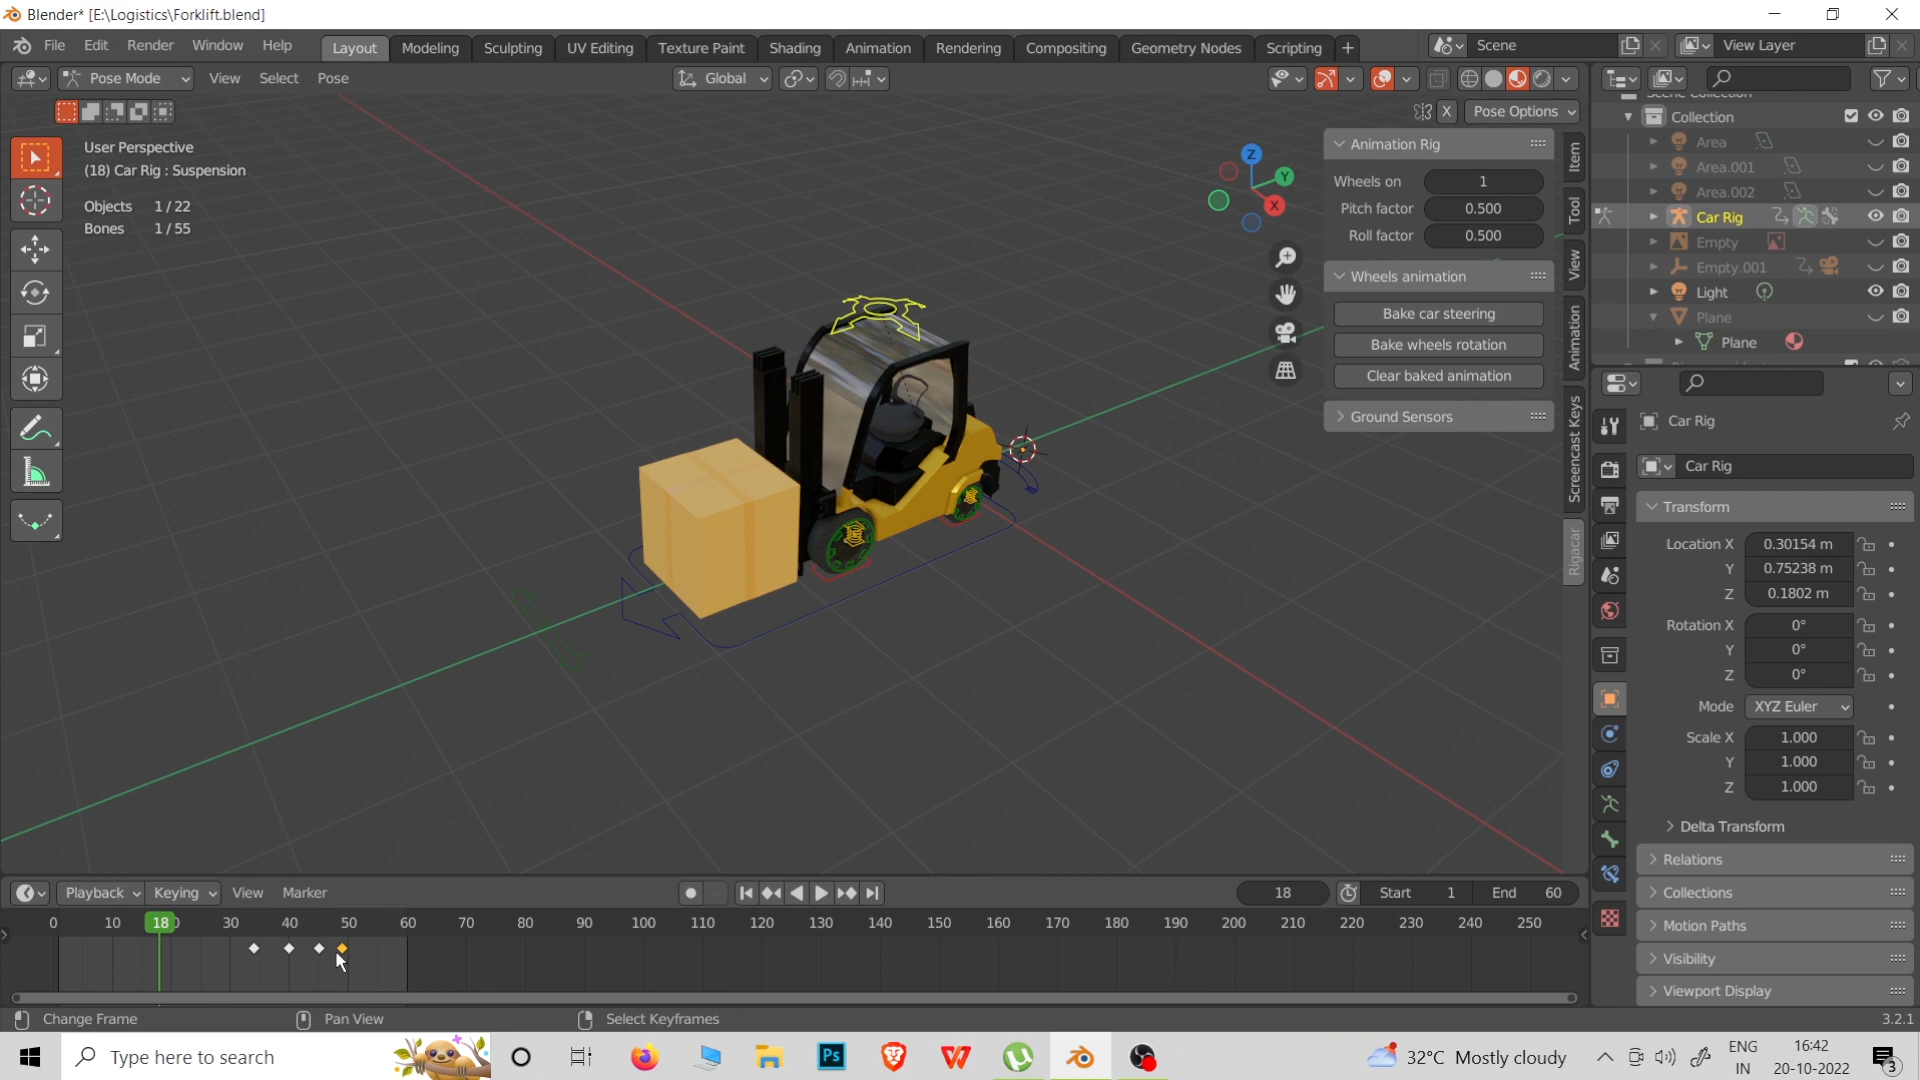 Blender* [E:\Logistics\Forklift.blend]
File Edit Render Window Help Layout Modeling Sculpting UV Editing Texture Paint Shading Animation Rendering Compositing Geometry Nodes Scripting + Scene View Layer
Pose Mode View Select Pose Global
X Pose Options
User Perspective
(18) Car Rig : Suspension
Objects 1 / 22
Bones 1 / 55
Z
Y
X
Animation Rig
Wheels on 1
Pitch factor 0.500
Roll factor 0.500
Wheels animation
Bake car steering
Bake wheels rotation
Clear baked animation
Ground Sensors
Item
Tool
View
Animation
Screencast Keys
Rigacar
Scene Collection
Collection
Area
Area.001
Area.002
Car Rig
Empty
Empty.001
Light
Plane
Plane
Car Rig
Car Rig
Transform
Location X 0.30154 m
Y 0.75238 m
Z 0.1802 m
Rotation X 0°
Y 0°
Z 0°
Mode XYZ Euler
Scale X 1.000
Y 1.000
Z 1.000
Delta Transform
Relations
Collections
Motion Paths
Visibility
Viewport Display
Playback Keying View Marker 18 Start 1 End 60
0 10 18 30 40 50 60 70 80 90 100 110 120 130 140 150 160 170 180 190 200 210 220 230 240 250
Change Frame Pan View Select Keyframes 3.2.1
Type here to search Ps 32°C Mostly cloudy ENG IN 16:42 20-10-2022 3